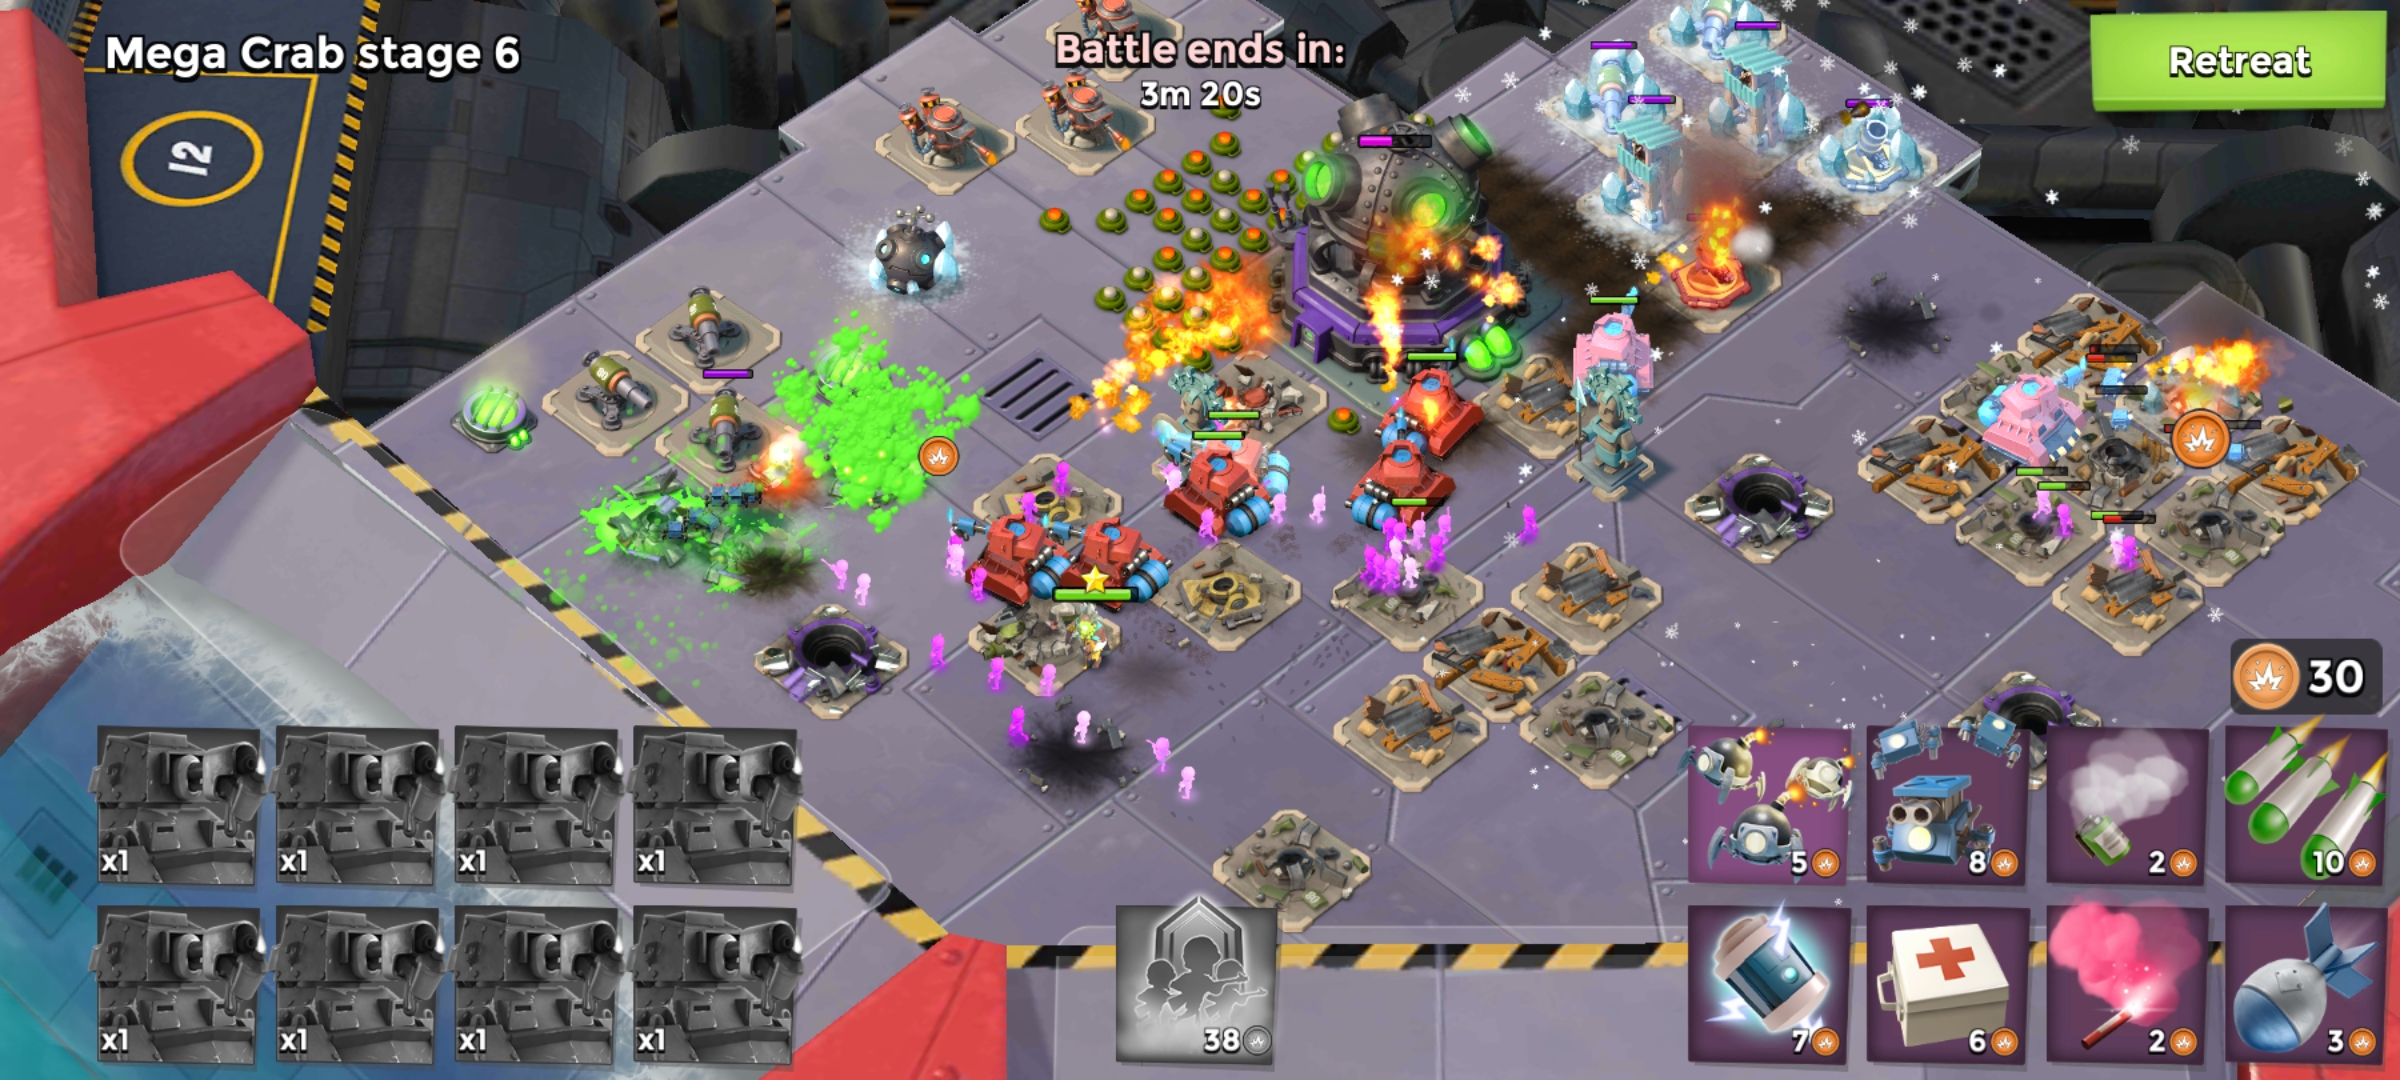 Mega Crab stage 6
Battle ends in:
3m 20s
Retreat
12
30
x1
x1
x1
x1
5
8
2
10
x1
x1
x1
x1
38
7
6
2
3